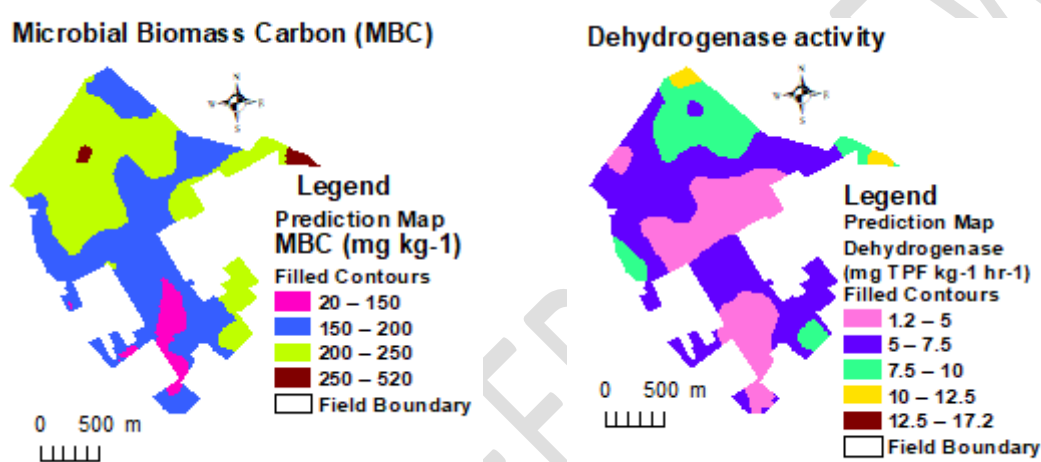 Microbial Biomass Carbon (MBC)
N
W
E
S
Legend
Prediction Map
MBC (mg kg-1)
Filled Contours
20 – 150
150 – 200
200 – 250
250 – 520
Field Boundary
0 500 m
Dehydrogenase activity
N
W
E
S
Legend
Prediction Map
Dehydrogenase
(mg TPF kg-1 hr-1)
Filled Contours
1.2 – 5
5 – 7.5
7.5 – 10
10 – 12.5
12.5 – 17.2
Field Boundary
0 500 m